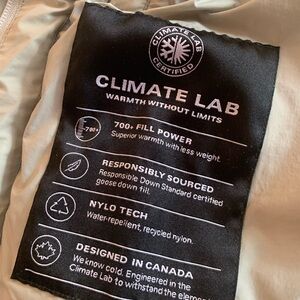 CLIMATE LAB
CERTIFIED
CLIMATE LAB
WARMTH WITHOUT LIMITS
-700+
700+ FILL POWER
Superior warmth with less weight.
RESPONSIBLY SOURCED
Responsible Down Standard certified
goose down fill.
NYLO TECH
Water-repellent, recycled nylon.
DESIGNED IN CANADA
We know cold. Engineered in the
Climate Lab to withstand the